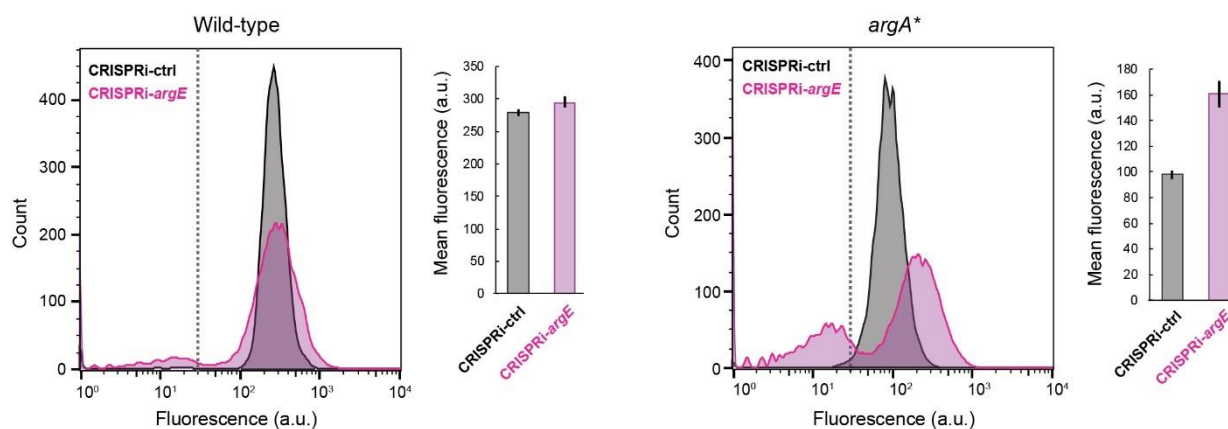 Wild-type
CRISPRi-ctrl
CRISPRi-argE
400
300
200
100
0
Count
10⁰
10¹
10²
10³
10⁴
Fluorescence (a.u.)
350
300
250
200
250
100
50
0
Mean fluorescence (a.u.)
CRISPRi-ctrl
CRISPRi-argE
argA*
CRISPRi-ctrl
CRISPRi-argE
400
300
200
100
0
Count
10⁰
10¹
10²
10³
10⁴
Fluorescence (a.u.)
180
160
140
120
100
80
60
40
20
0
Mean fluorescence (a.u.)
CRISPRi-ctrl
CRISPRi-argE